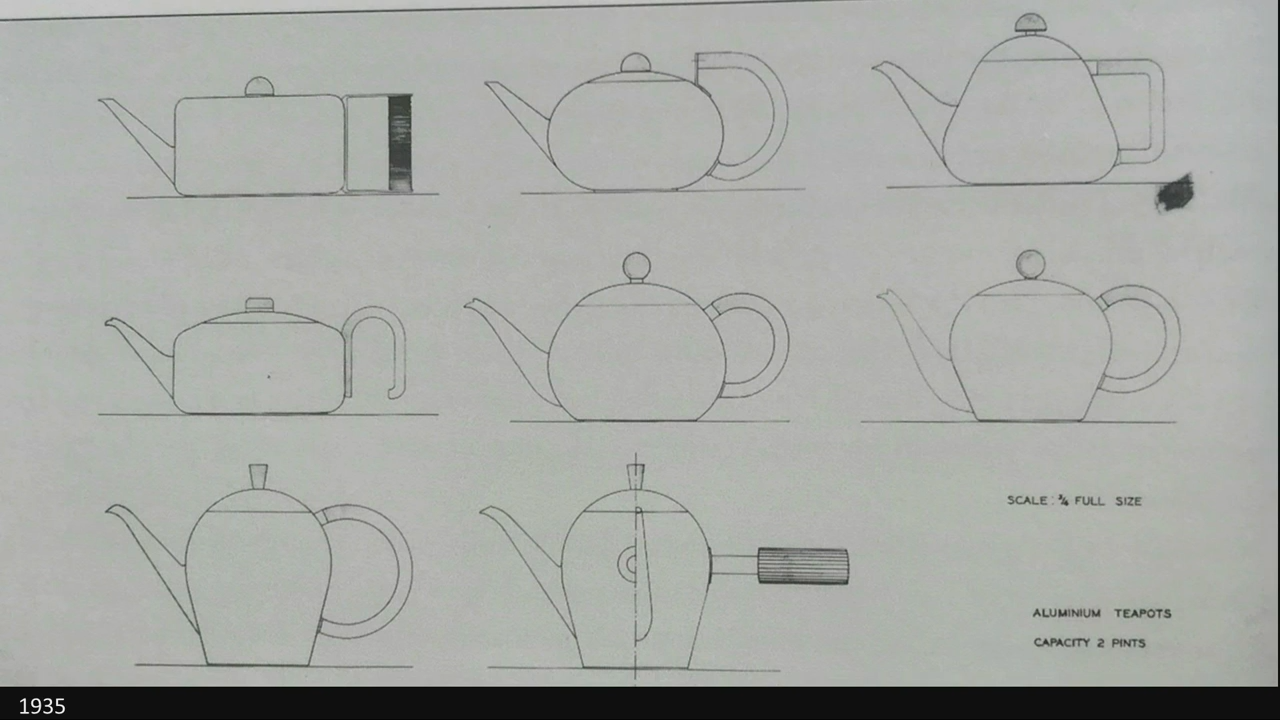 SCALE: ¾ FULL SIZE
ALUMINIUM TEAPOTS
CAPACITY 2 PINTS
1935